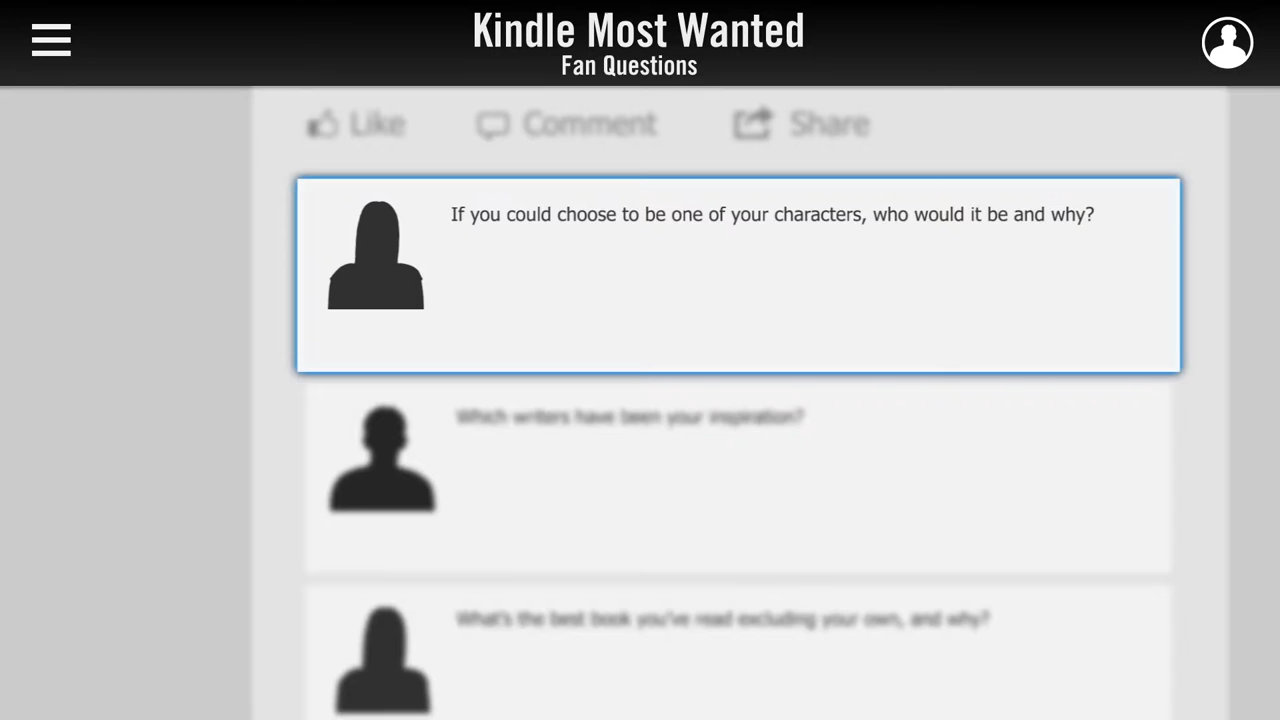 Kindle Most Wanted
Fan Questions
Like Comment Share
If you could choose to be one of your characters, who would it be and why?
Which writers have been your inspiration?
What's the best book you've read excluding your own, and why?